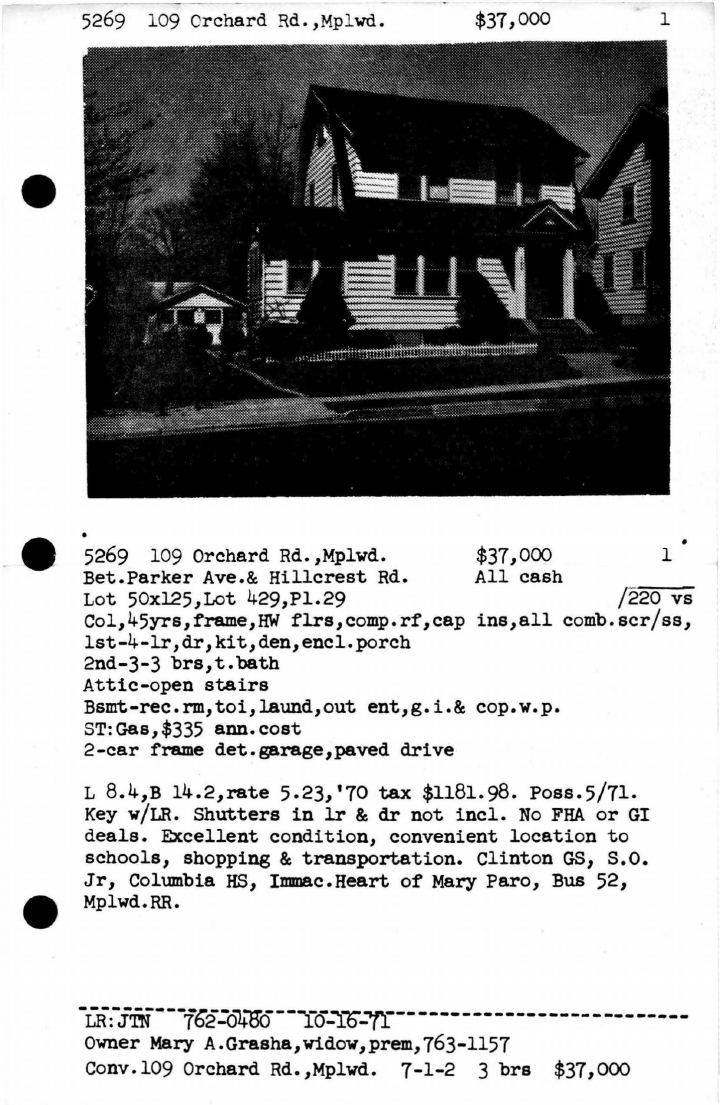 5269 109 Orchard Rd.,Mplwd. $37,000 1
5269 109 Orchard Rd.,Mplwd. $37,000 1
Bet.Parker Ave.& Hillcrest Rd. All cash
Lot 50x125,Lot 429,Pl.29 /220 vs
Col,45yrs,frame,HW flrs,comp.rf,cap ins,all comb.scr/ss,
1st-4-lr,dr,kit,den,encl.porch
2nd-3-3 brs,t.bath
Attic-open stairs
Bsmt-rec.rm,toi,laund,out ent,g.i.& cop.w.p.
ST:Gas,$335 ann.cost
2-car frame det.garage,paved drive
L 8.4,B 14.2,rate 5.23,'70 tax $1181.98. Poss.5/71.
Key w/LR. Shutters in lr & dr not incl. No FHA or GI
deals. Excellent condition, convenient location to
schools, shopping & transportation. Clinton GS, S.O.
Jr, Columbia HS, Immac.Heart of Mary Paro, Bus 52,
Mplwd.RR.
LR:JTN 762-0480 10-16-71
Owner Mary A.Grasha,widow,prem,763-1157
Conv.109 Orchard Rd.,Mplwd. 7-1-2 3 brs $37,000